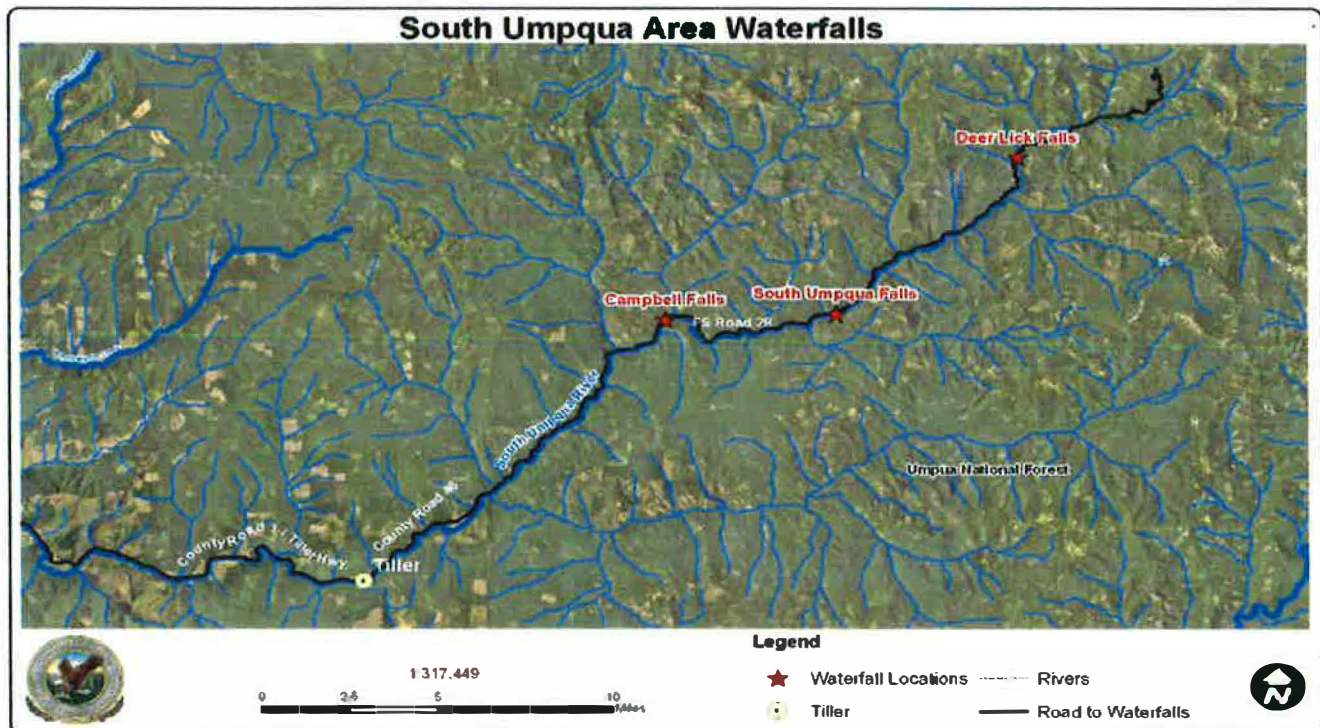 South Umpqua Area Waterfalls
Deer Lick Falls
Campbell Falls
South Umpqua Falls
FS Road 28
South Umpqua River
Umpua National Forest
County Road 46
County Road 1 / Tiller Hwy.
Tiller
Legend
1:317,449
Waterfall Locations
Rivers
0 2.5 5 10
Miles
Tiller
Road to Waterfalls
N